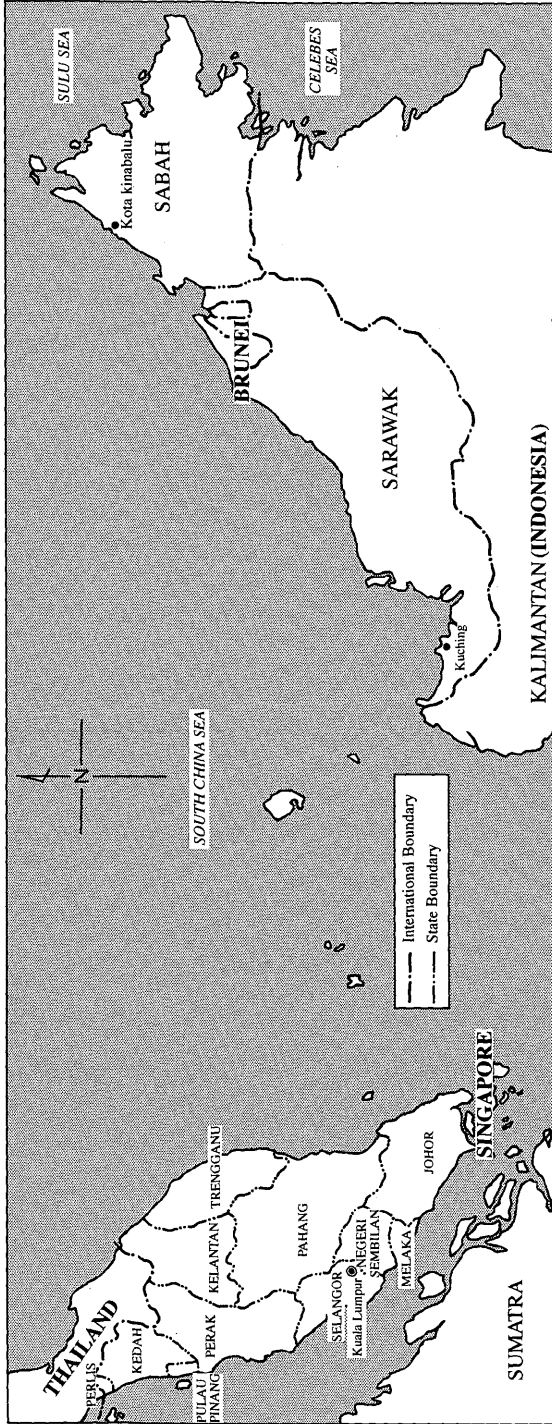 THAILAND
PERLIS
KEDAH
PULAU
PINANG
PERAK
KELANTAN
TRENGGANU
PAHANG
SELANGOR
Kuala Lumpur
NEGERI
SEMBILAN
MELAKA
JOHOR
SINGAPORE
SUMATRA
N
SOUTH CHINA SEA
International Boundary
State Boundary
SULU SEA
Kota kinabalu
SABAH
CELEBES
SEA
BRUNEI
SARAWAK
Kuching
KALIMANTAN (INDONESIA)